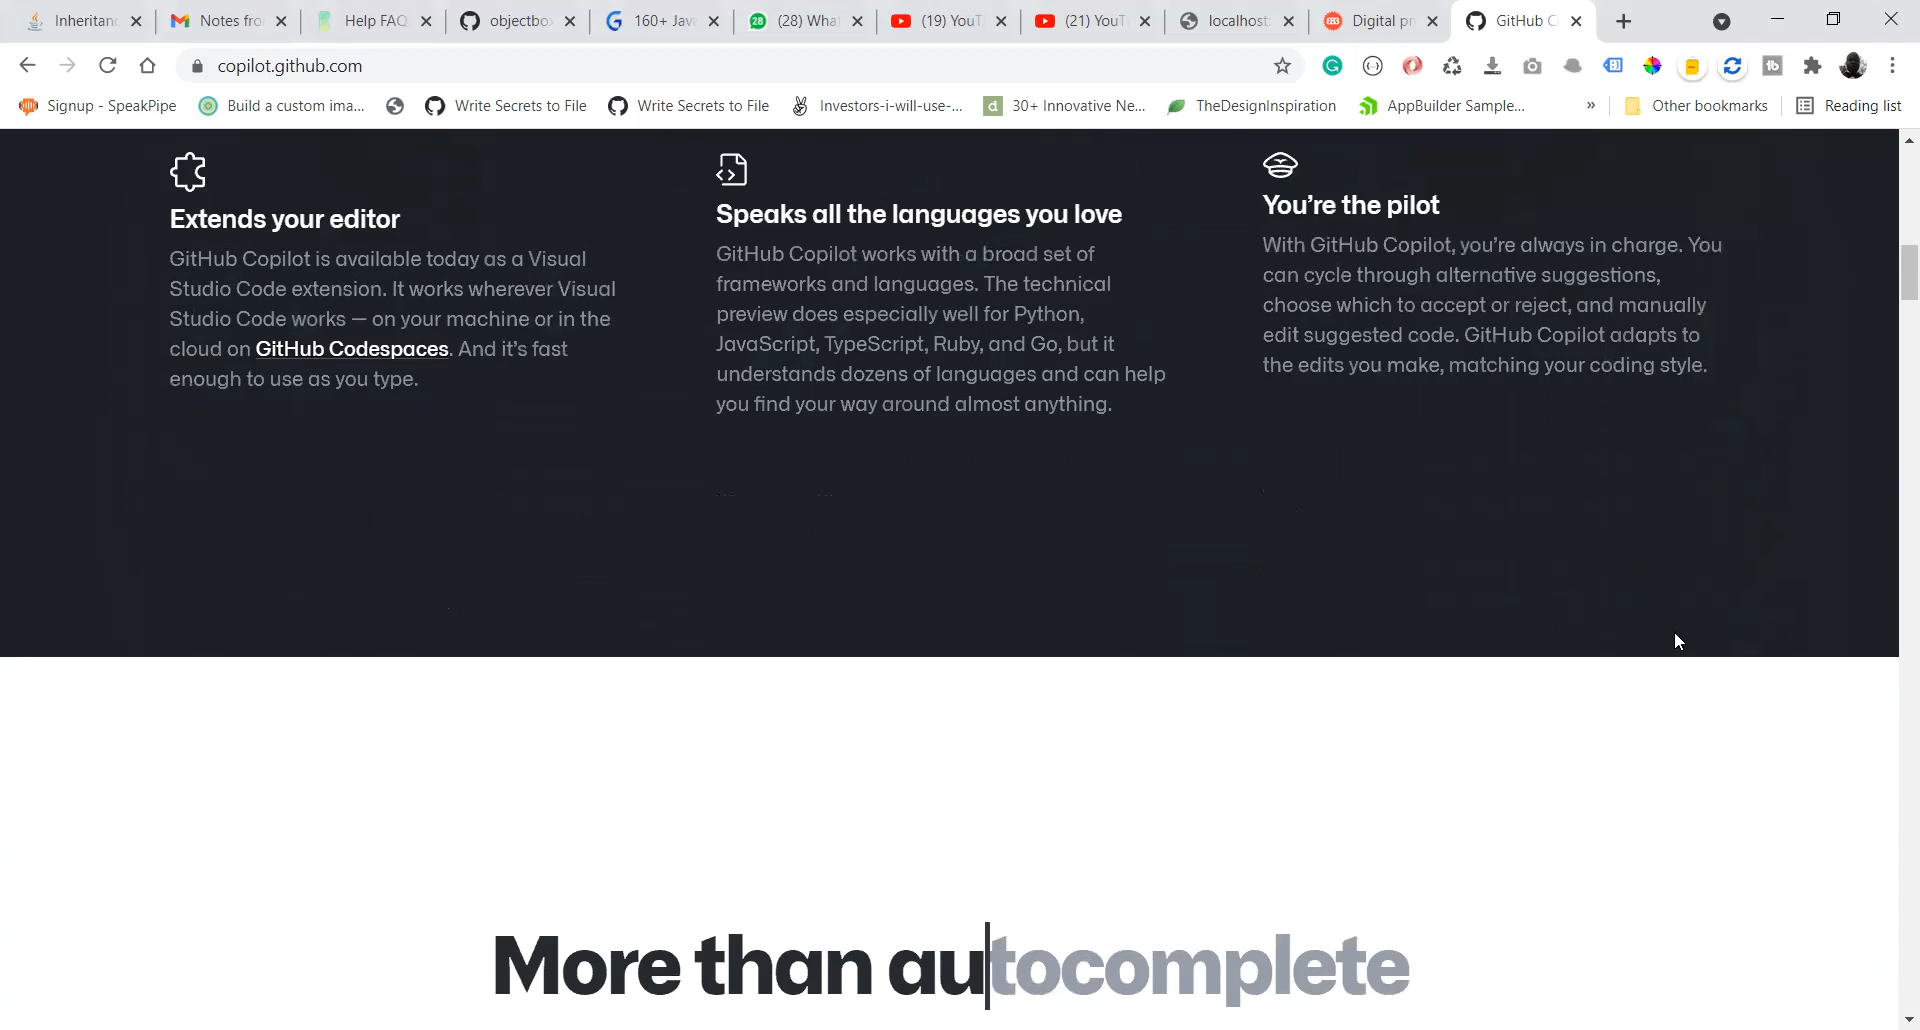 Inheritanc
Notes fro
Help FAQ
objectbo
160+ Jav
(28) Wha
(19) YouT
(21) YouT
localhost:
Digital pr
GitHub C
copilot.github.com
Signup - SpeakPipe
Build a custom ima...
Write Secrets to File
Write Secrets to File
Investors-i-will-use-...
30+ Innovative Ne...
TheDesignInspiration
AppBuilder Sample...
»
Other bookmarks
Reading list
Extends your editor
GitHub Copilot is available today as a Visual
Studio Code extension. It works wherever Visual
Studio Code works — on your machine or in the
cloud on GitHub Codespaces. And it’s fast
enough to use as you type.
Speaks all the languages you love
GitHub Copilot works with a broad set of
frameworks and languages. The technical
preview does especially well for Python,
JavaScript, TypeScript, Ruby, and Go, but it
understands dozens of languages and can help
you find your way around almost anything.
You’re the pilot
With GitHub Copilot, you’re always in charge. You
can cycle through alternative suggestions,
choose which to accept or reject, and manually
edit suggested code. GitHub Copilot adapts to
the edits you make, matching your coding style.
More than autocomplete